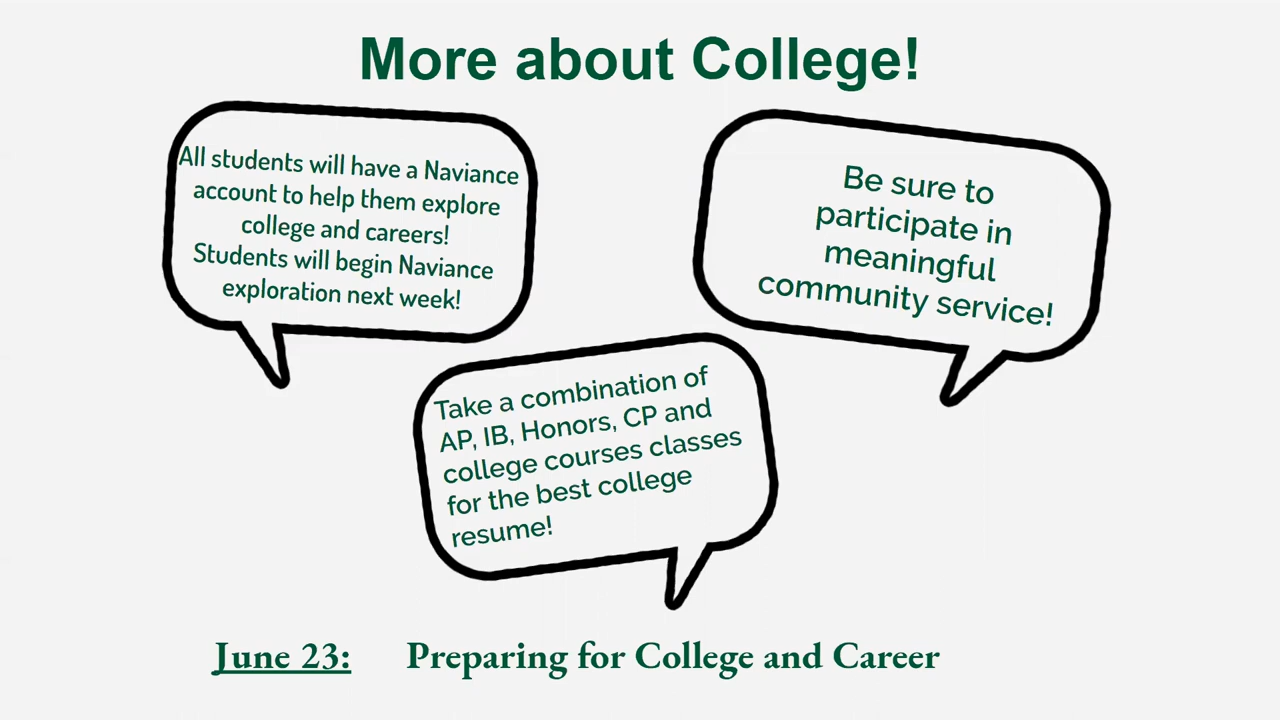 More about College!
All students will have a Naviance
account to help them explore
college and careers!
Students will begin Naviance
exploration next week!
Be sure to
participate in
meaningful
community service!
Take a combination of
AP, IB, Honors, CP and
college courses classes
for the best college
resume!
June 23: Preparing for College and Career